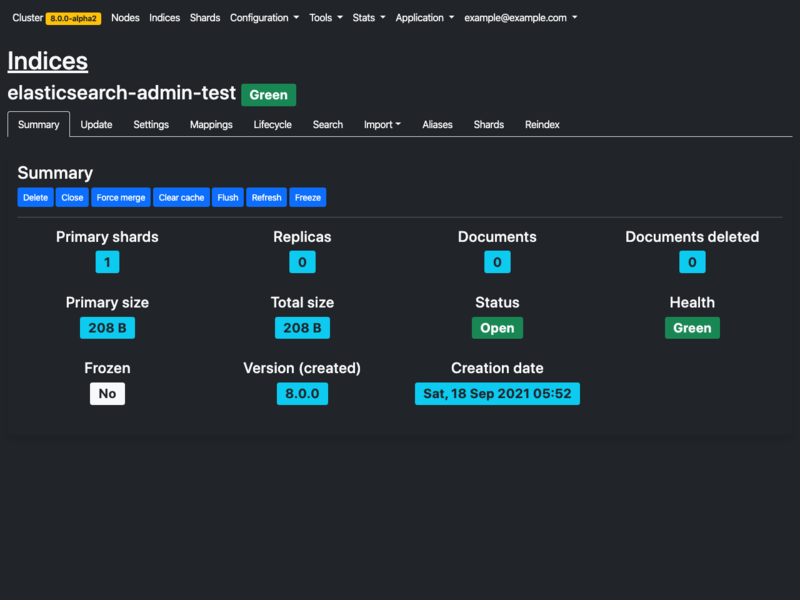 Cluster 8.0.0-alpha2 Nodes Indices Shards Configuration Tools Stats Application example@example.com
Indices
elasticsearch-admin-test Green
Summary Update Settings Mappings Lifecycle Search Import Aliases Shards Reindex
Summary
Delete Close Force merge Clear cache Flush Refresh Freeze
Primary shards Replicas Documents Documents deleted
1 0 0 0
Primary size Total size Status Health
208 B 208 B Open Green
Frozen Version (created) Creation date
No 8.0.0 Sat, 18 Sep 2021 05:52